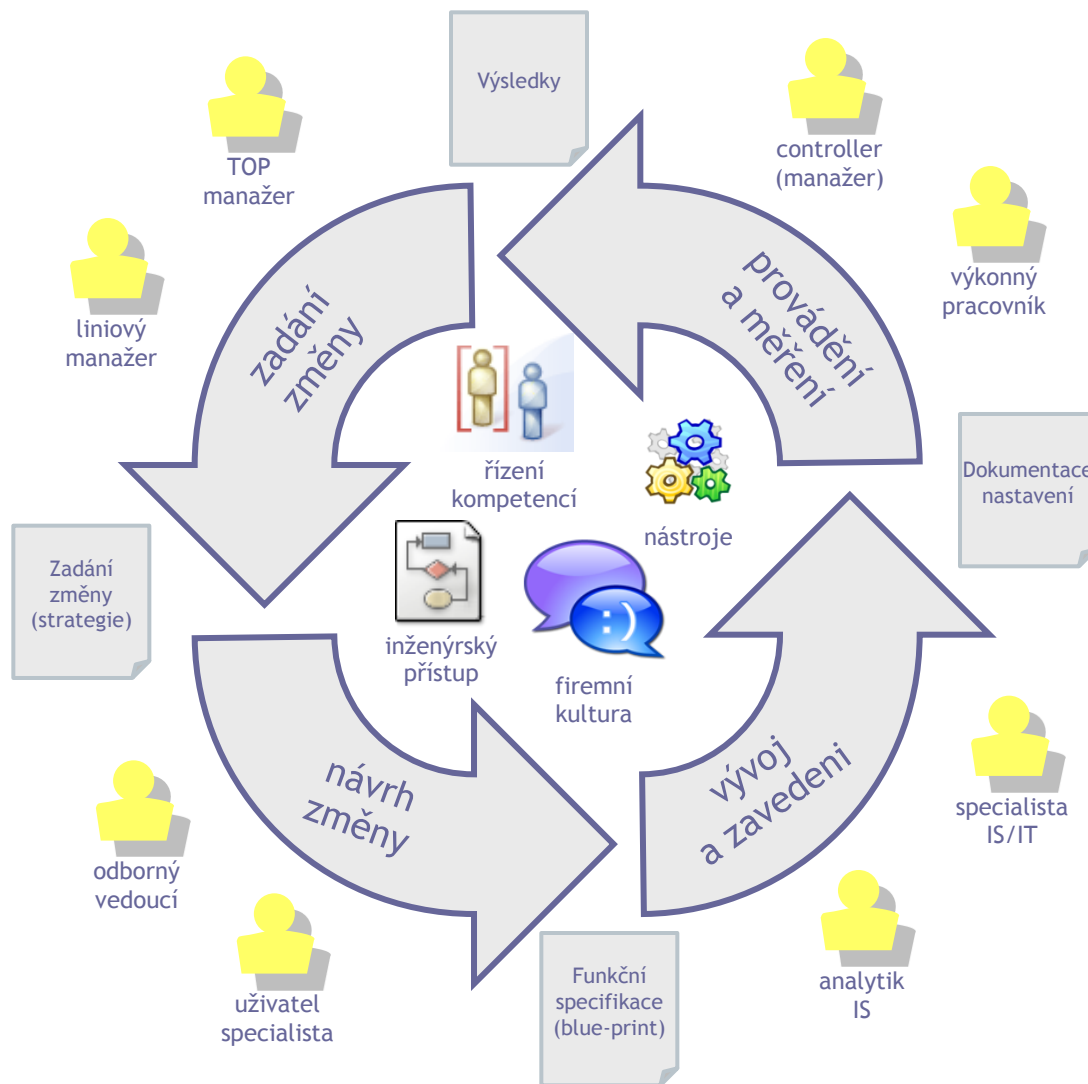 Výsledky
TOP
manažer
controller
(manažer)
liniový
manažer
výkonný
pracovník
zadání
změny
provádění
a měření
řízení
kompetencí
nástroje
Dokumentace
nastavení
Zadání
změny
(strategie)
inženýrský
přístup
firemní
kultura
: )
návrh
změny
vývoj
a zavedeni
specialista
IS/IT
odborný
vedoucí
uživatel
specialista
Funkční
specifikace
(blue-print)
analytik
IS